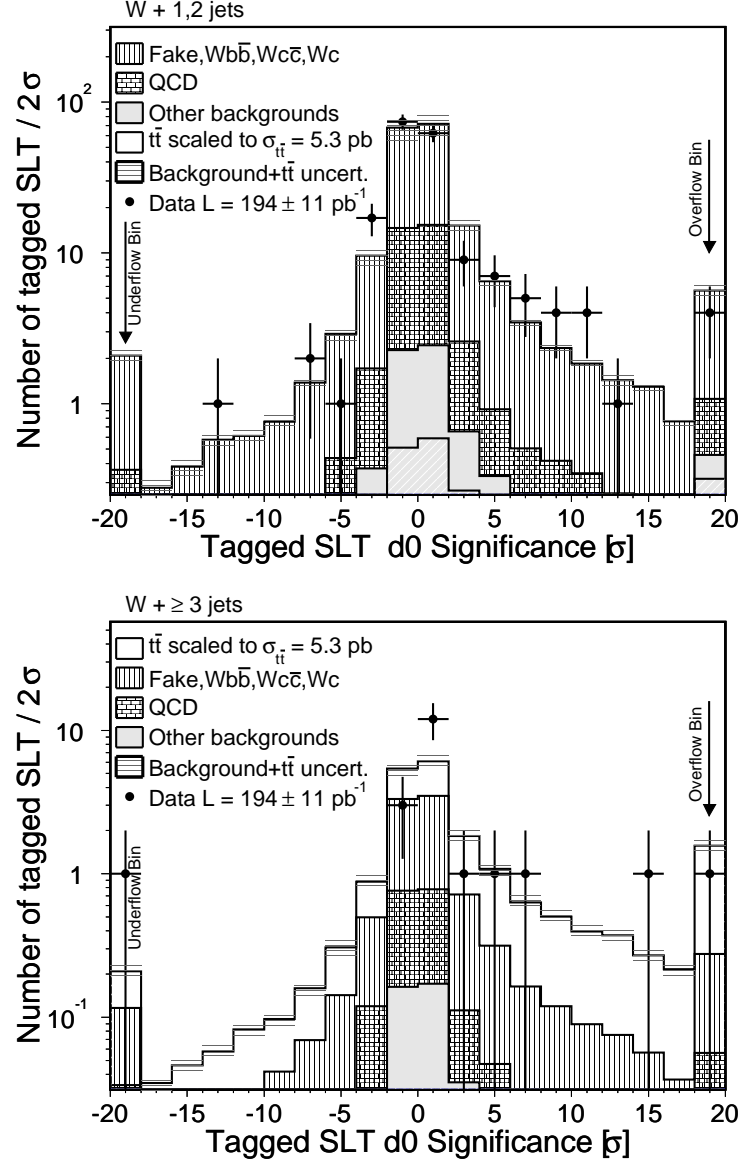 W + 1,2 jets
Number of tagged SLT / 2σ
Fake,Wbb̅,Wcc̅,Wc
QCD
Other backgrounds
tt̅ scaled to σ_tt̅ = 5.3 pb
Background+tt̅ uncert.
Data L = 194 ± 11 pb⁻¹
Underflow Bin
Overflow Bin
10²
10
1
-20 -15 -10 -5 0 5 10 15 20
Tagged SLT d0 Significance [σ]
W + ≥ 3 jets
Number of tagged SLT / 2σ
tt̅ scaled to σ_tt̅ = 5.3 pb
Fake,Wbb̅,Wcc̅,Wc
QCD
Other backgrounds
Background+tt̅ uncert.
Data L = 194 ± 11 pb⁻¹
Underflow Bin
Overflow Bin
10
1
10⁻¹
-20 -15 -10 -5 0 5 10 15 20
Tagged SLT d0 Significance [σ]